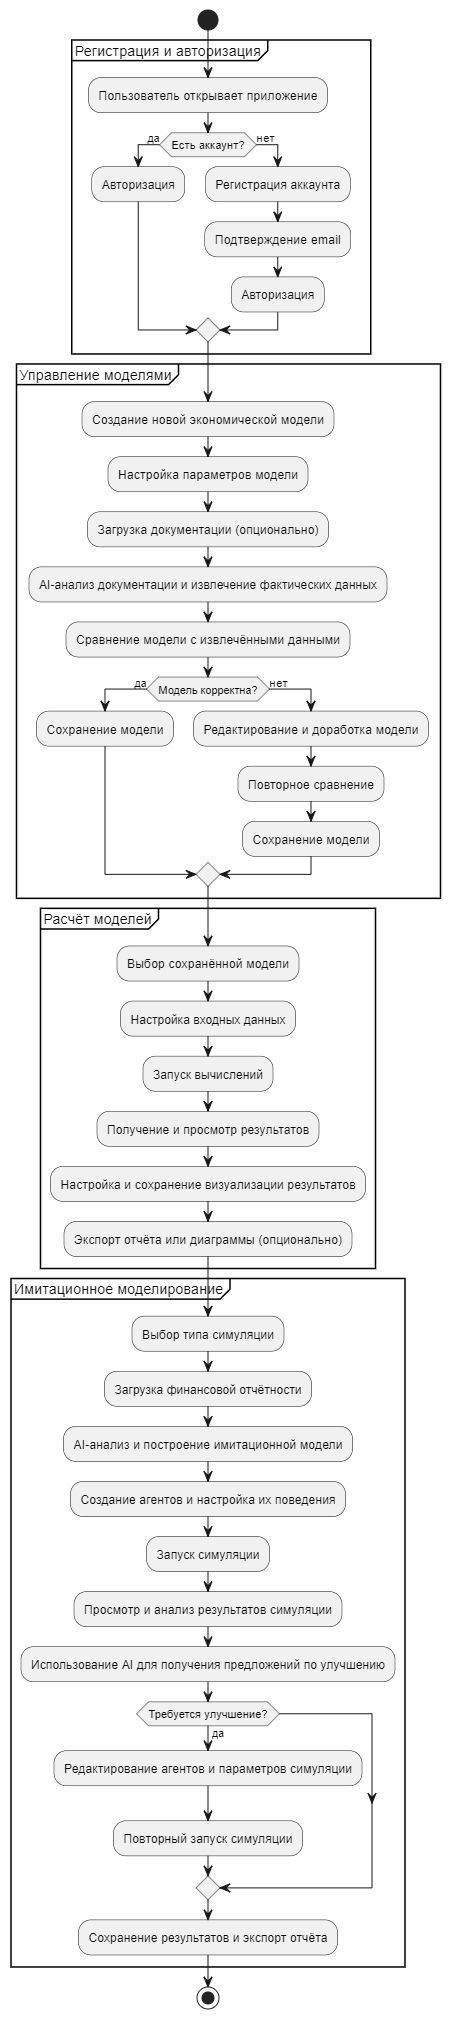 Регистрация и авторизация
Пользователь открывает приложение
да
Есть аккаунт?
нет
Авторизация
Регистрация аккаунта
Подтверждение email
Авторизация
Управление моделями
Создание новой экономической модели
Настройка параметров модели
Загрузка документации (опционально)
AI-анализ документации и извлечение фактических данных
Сравнение модели с извлечёнными данными
да
Модель корректна?
нет
Сохранение модели
Редактирование и доработка модели
Повторное сравнение
Сохранение модели
Расчёт моделей
Выбор сохранённой модели
Настройка входных данных
Запуск вычислений
Получение и просмотр результатов
Настройка и сохранение визуализации результатов
Экспорт отчёта или диаграммы (опционально)
Имитационное моделирование
Выбор типа симуляции
Загрузка финансовой отчётности
AI-анализ и построение имитационной модели
Создание агентов и настройка их поведения
Запуск симуляции
Просмотр и анализ результатов симуляции
Использование AI для получения предложений по улучшению
Требуется улучшение?
да
Редактирование агентов и параметров симуляции
Повторный запуск симуляции
Сохранение результатов и экспорт отчёта